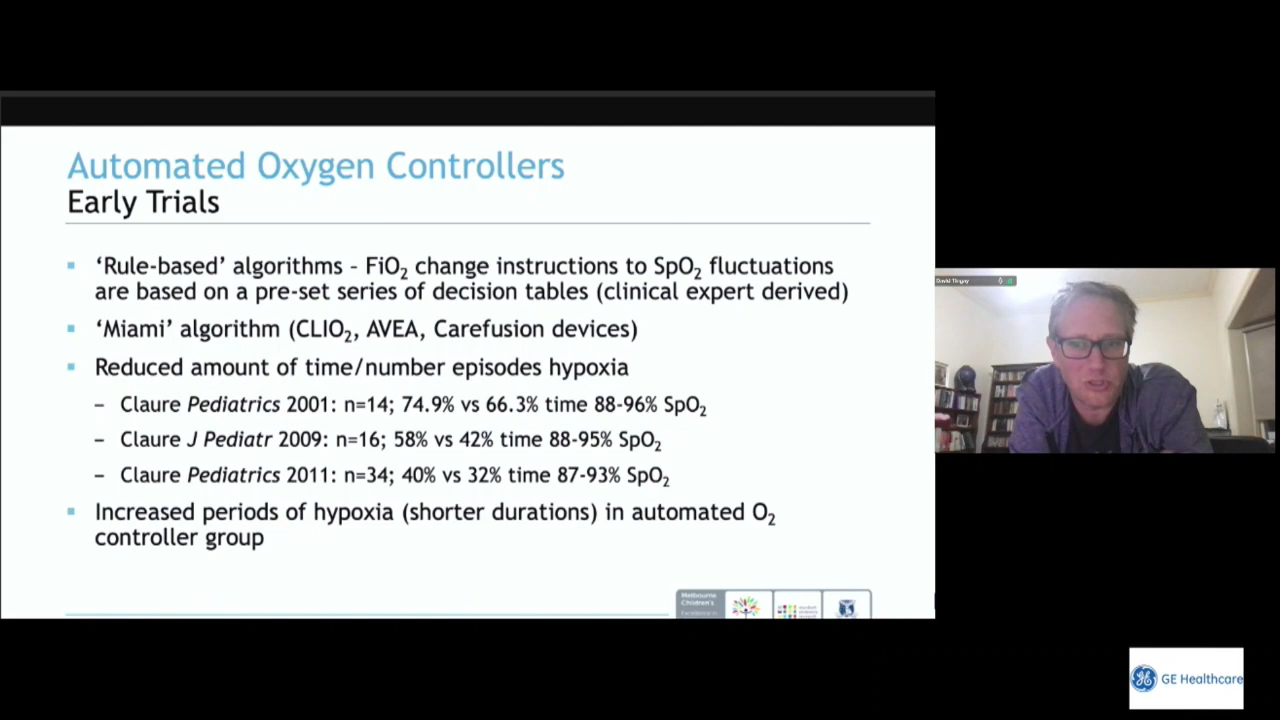 Automated Oxygen Controllers
Early Trials
‘Rule-based’ algorithms – FiO₂ change instructions to SpO₂ fluctuations
are based on a pre-set series of decision tables (clinical expert derived)
‘Miami’ algorithm (CLIO₂, AVEA, Carefusion devices)
Reduced amount of time/number episodes hypoxia
– Claure Pediatrics 2001: n=14; 74.9% vs 66.3% time 88-96% SpO₂
– Claure J Pediatr 2009: n=16; 58% vs 42% time 88-95% SpO₂
– Claure Pediatrics 2011: n=34; 40% vs 32% time 87-93% SpO₂
Increased periods of hypoxia (shorter durations) in automated O₂
controller group
Melbourne
Children's
David Tingay
GE Healthcare